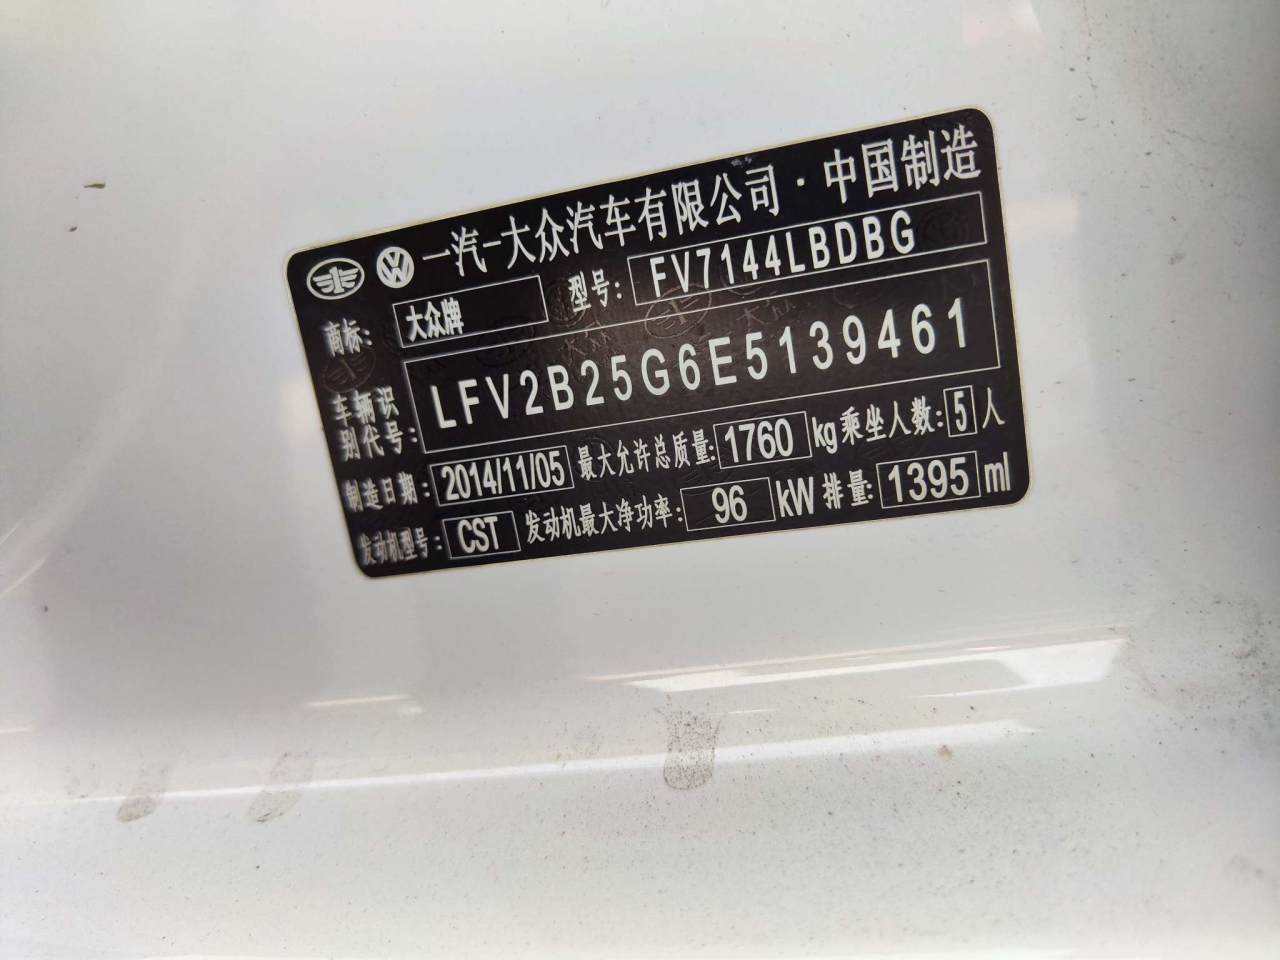 一汽-大众汽车有限公司·中国制造
商标: 大众牌 型号: FV7144LBDBG
车辆识别代号: LFV2B25G6E5139461
制造日期: 2014/11/05 最大允许总质量: 1760 kg 乘坐人数: 5 人
发动机型号: CST 发动机最大净功率: 96 kW 排量: 1395 ml